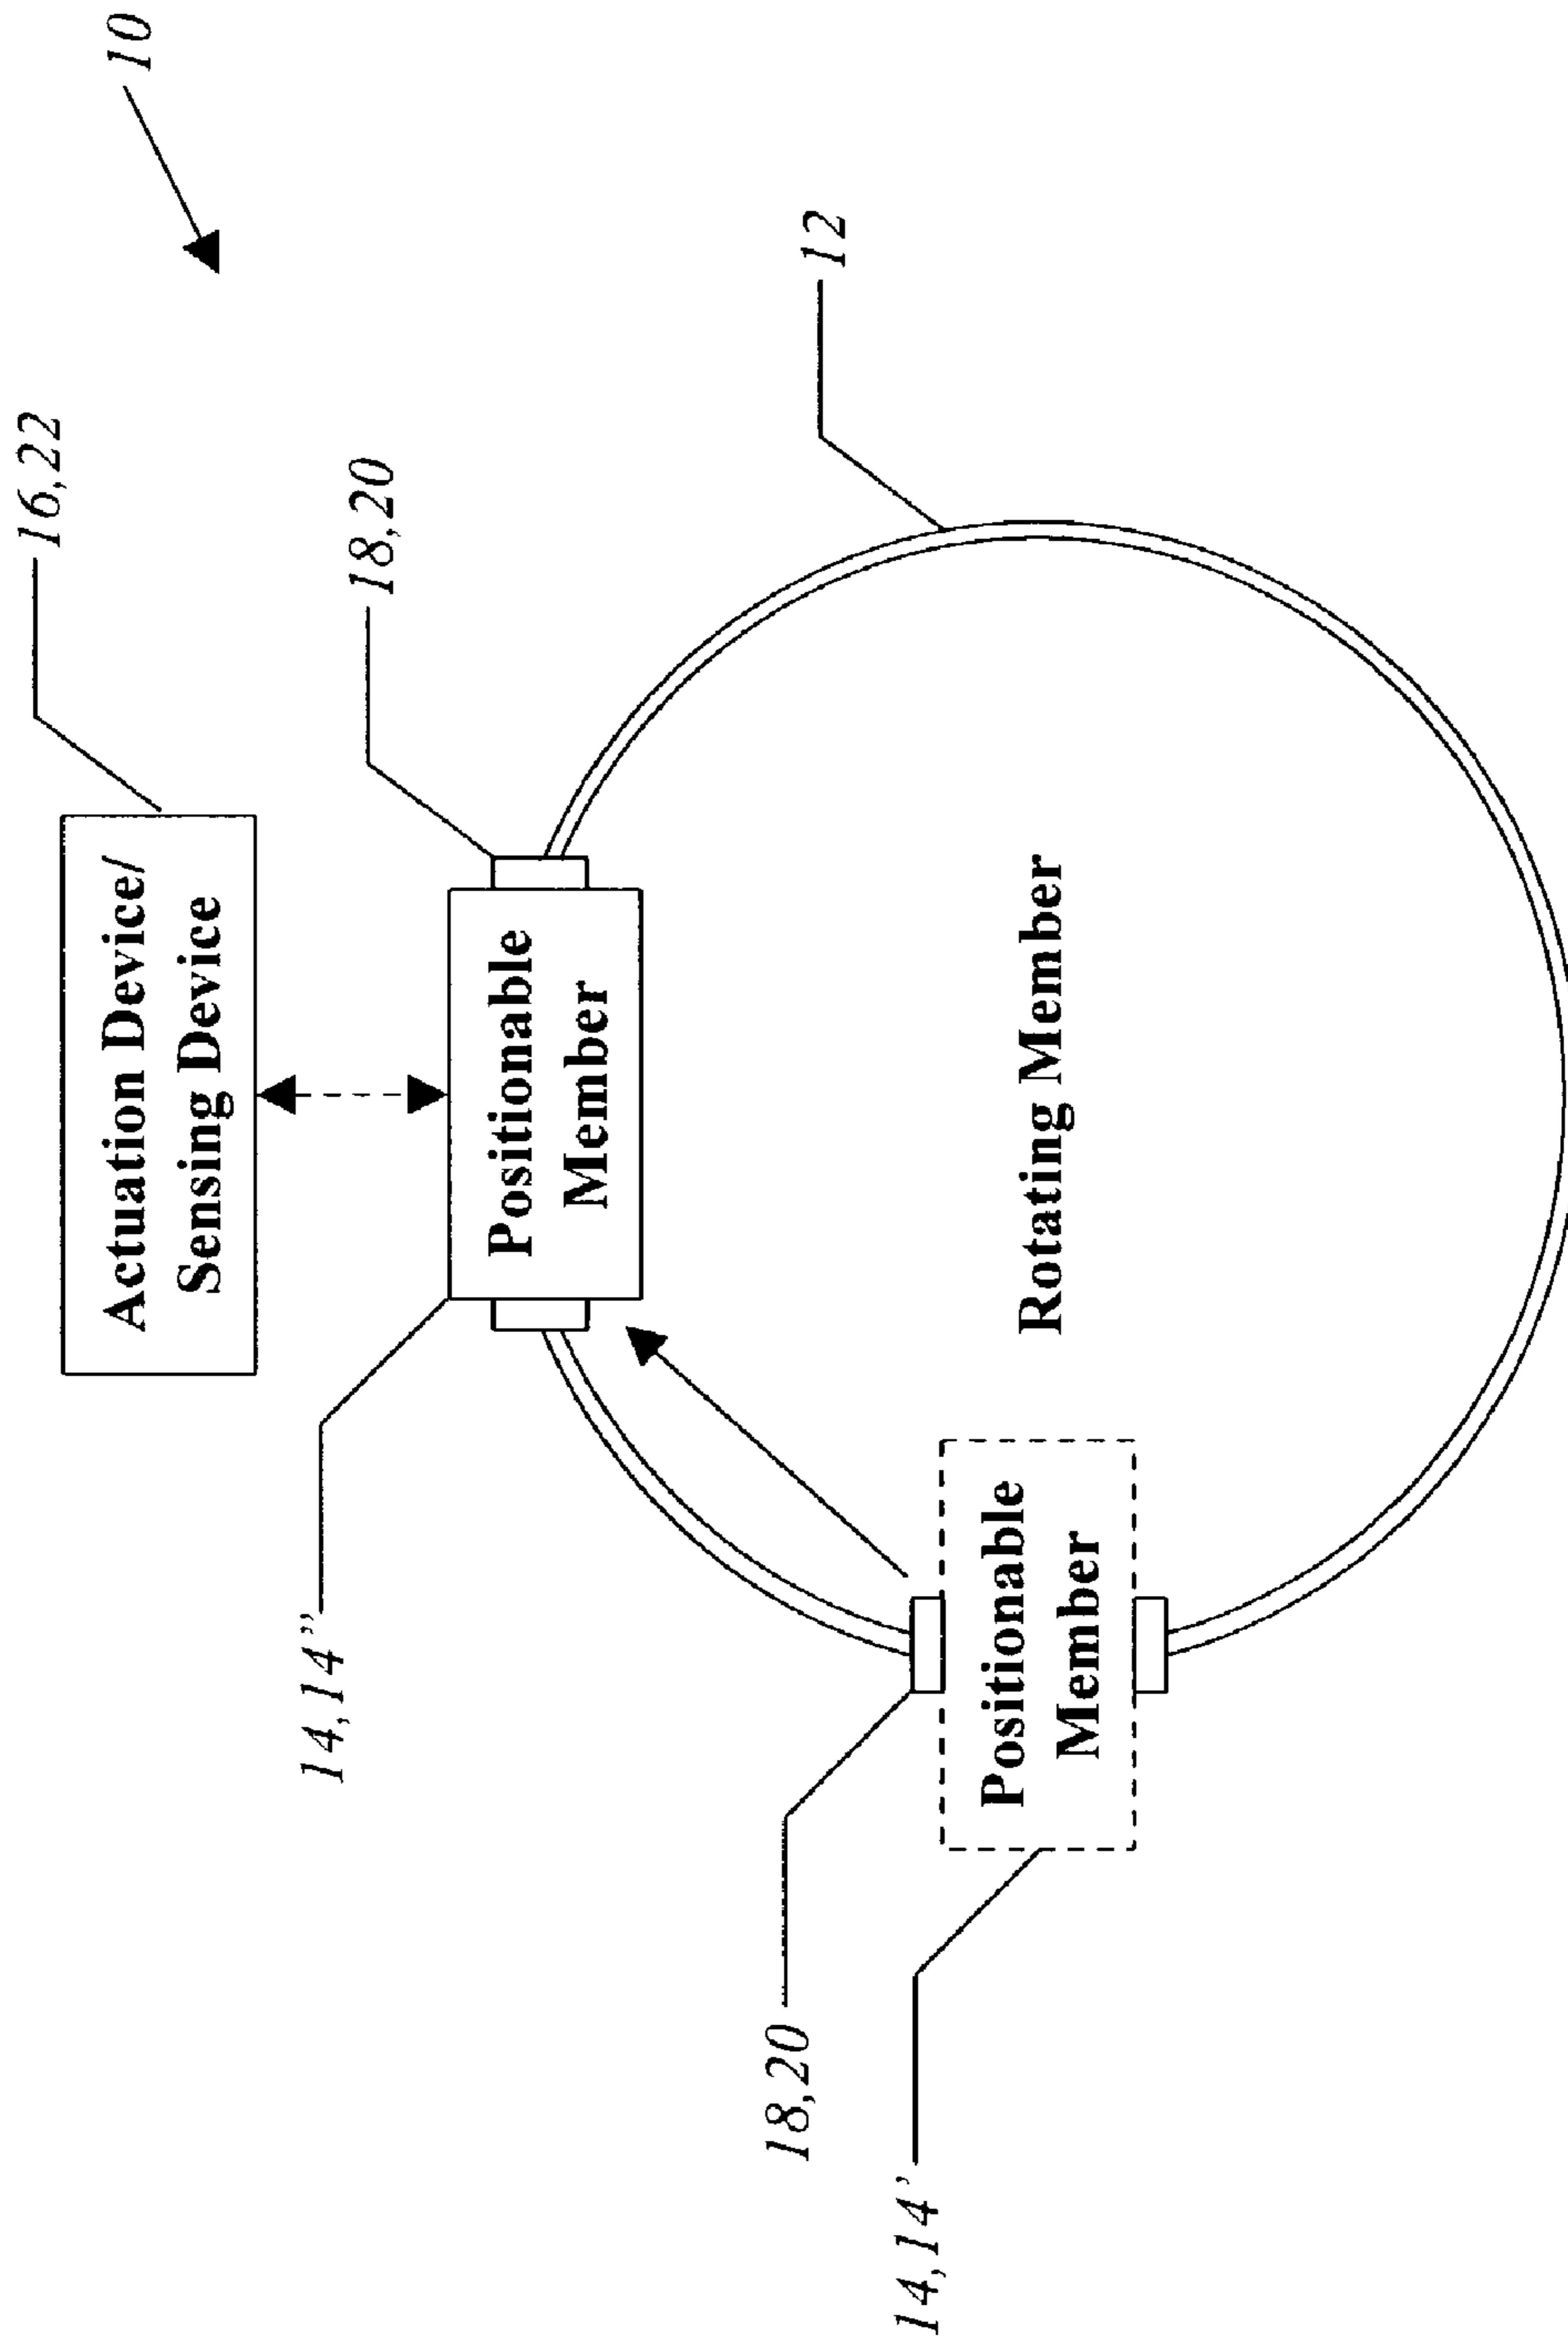 16,22
10
Actuation Device/
Sensing Device
14,14”
18,20
Positionable
Member
18,20
12
14,14’
Positionable
Member
Rotating Member